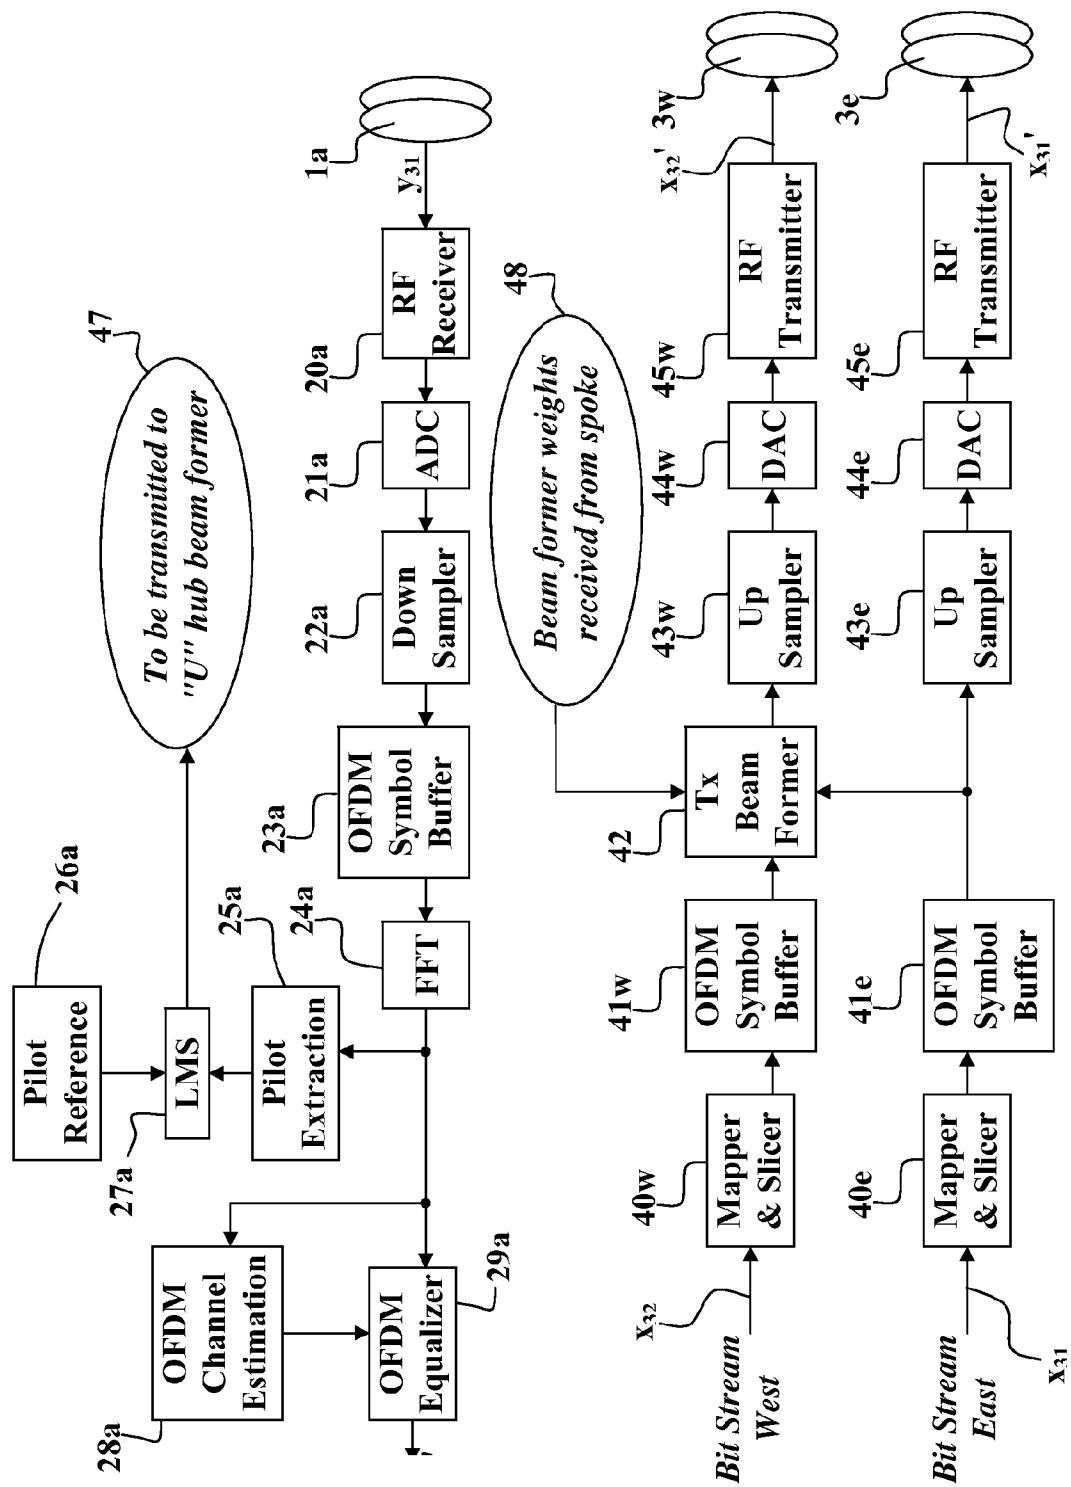 26a
Pilot
Reference
27a
LMS
25a
Pilot
Extraction
47
To be transmitted to
"U" hub beam former
28a
OFDM
Channel
Estimation
OFDM
Equalizer
29a
24a
FFT
23a
OFDM
Symbol
Buffer
22a
Down
Sampler
21a
ADC
20a
RF
Receiver
y31
1a
48
Beam former weights
received from spoke
Bit Stream
West
x32
40w
Mapper
& Slicer
41w
OFDM
Symbol
Buffer
42
Tx
Beam
Former
43w
Up
Sampler
44w
DAC
45w
RF
Transmitter
x32'
3w
Bit Stream
East
x31
40e
Mapper
& Slicer
41e
OFDM
Symbol
Buffer
43e
Up
Sampler
44e
DAC
45e
RF
Transmitter
x31'
3e